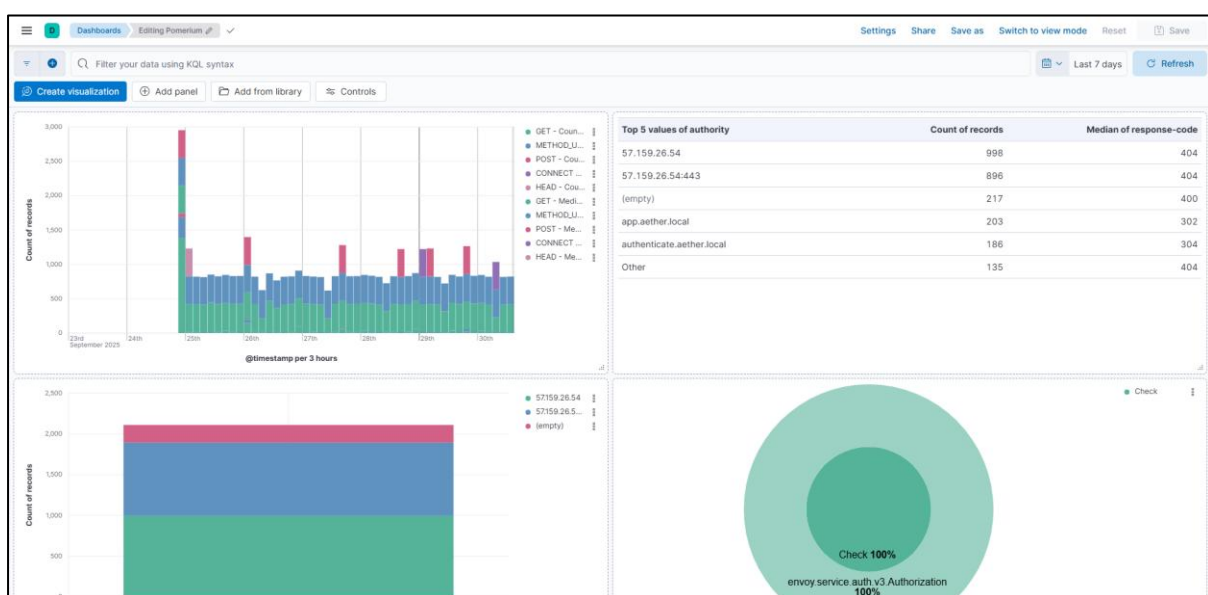 D Dashboards Editing Pomerium Settings Share Save as Switch to view mode Reset Save
Filter your data using KQL syntax Last 7 days Refresh
Create visualization Add panel Add from library Controls
3,000
2,500
2,000
1,500
1,000
500
0
Count of records
23rd 24th 25th 26th 27th 28th 29th 30th
September 2025
@timestamp per 3 hours
GET - Coun...
METHOD_U...
POST - Cou...
CONNECT ...
HEAD - Cou...
GET - Medi...
METHOD_U...
POST - Me...
CONNECT ...
HEAD - Me...
Top 5 values of authority Count of records Median of response-code
57.159.26.54 998 404
57.159.26.54:443 896 404
(empty) 217 400
app.aether.local 203 302
authenticate.aether.local 186 304
Other 135 404
2,500
2,000
1,500
1,000
500
Count of records
57.159.26.54
57.159.26.5...
(empty)
Check
Check 100%
envoy.service.auth.v3.Authorization
100%